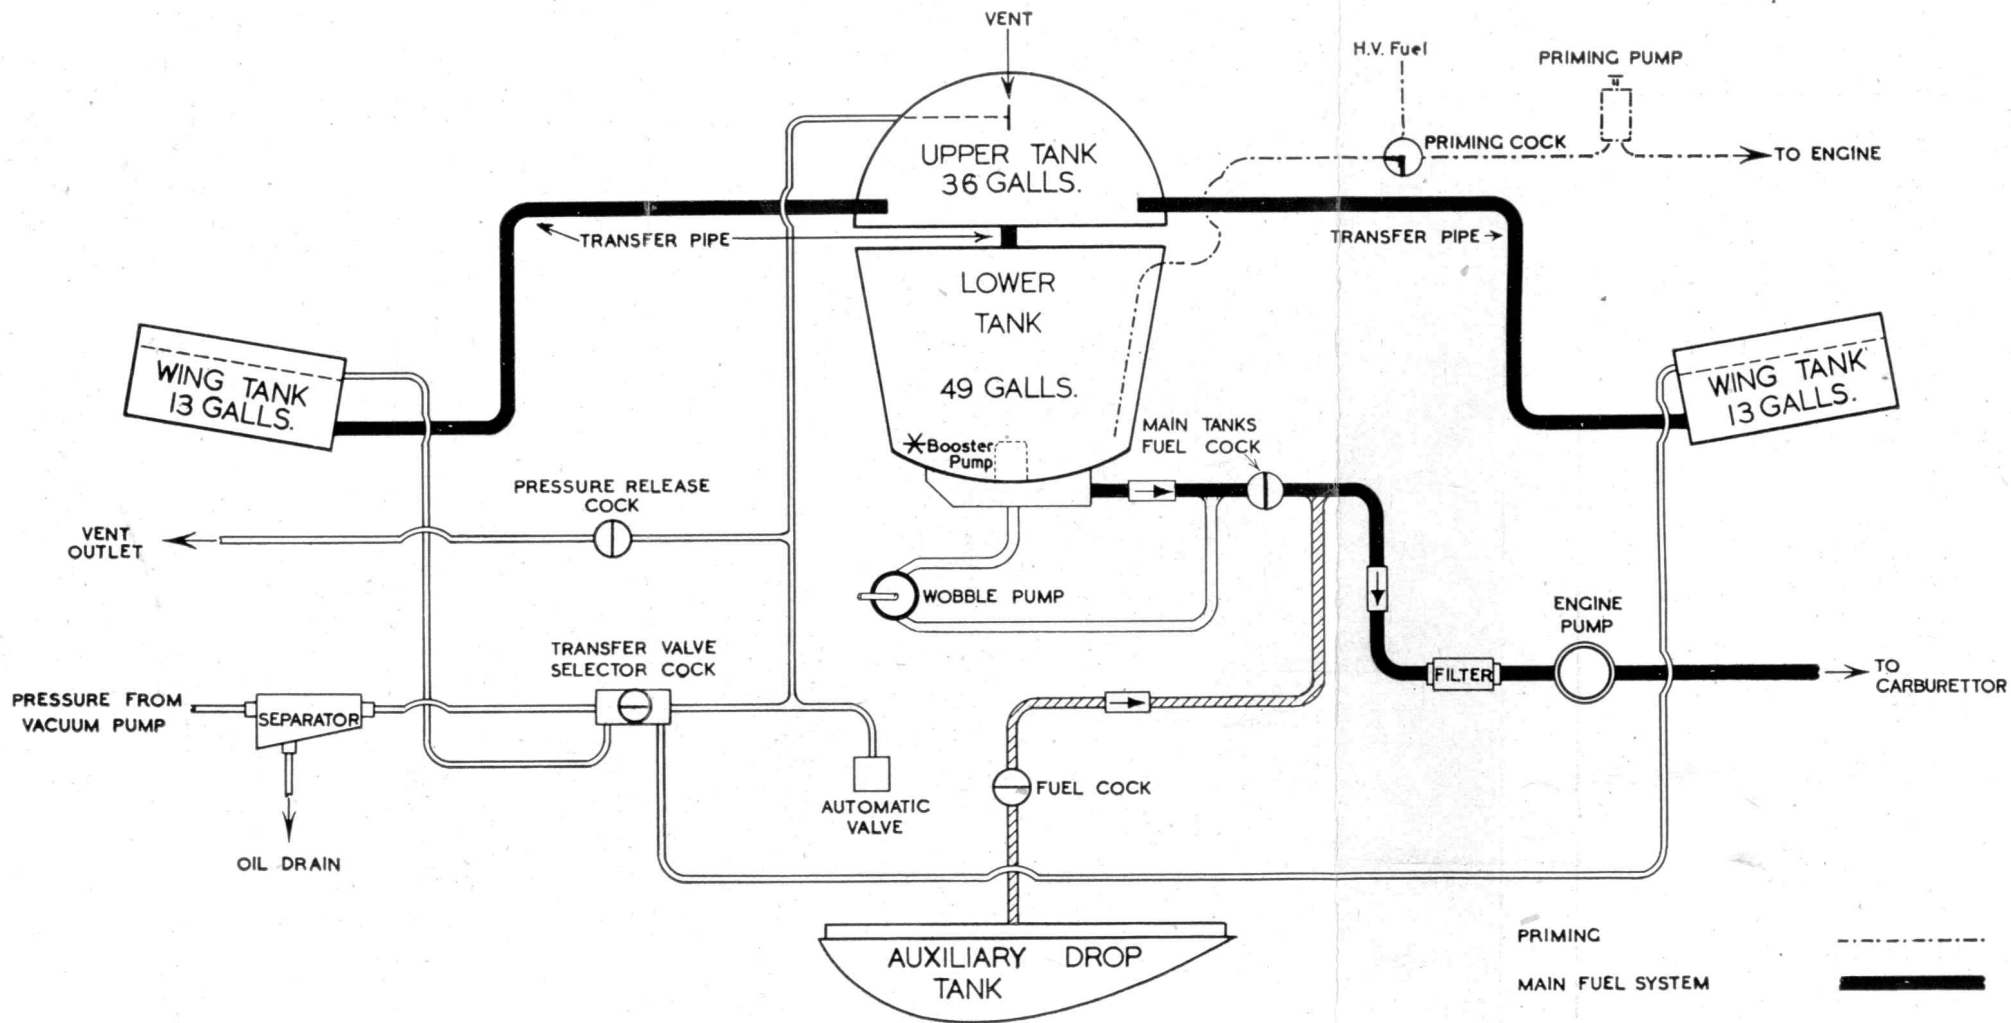 VENT
H.V. Fuel
PRIMING PUMP
PRIMING COCK
TO ENGINE
UPPER TANK
36 GALLS.
TRANSFER PIPE
TRANSFER PIPE
LOWER
TANK
49 GALLS.
WING TANK
13 GALLS.
WING TANK
13 GALLS.
*Booster
Pump
MAIN TANKS
FUEL COCK
PRESSURE RELEASE
COCK
VENT
OUTLET
WOBBLE PUMP
ENGINE
PUMP
TRANSFER VALVE
SELECTOR COCK
FILTER
TO
CARBURETTOR
PRESSURE FROM
VACUUM PUMP
SEPARATOR
FUEL COCK
AUTOMATIC
VALVE
OIL DRAIN
AUXILIARY DROP
TANK
PRIMING
MAIN FUEL SYSTEM